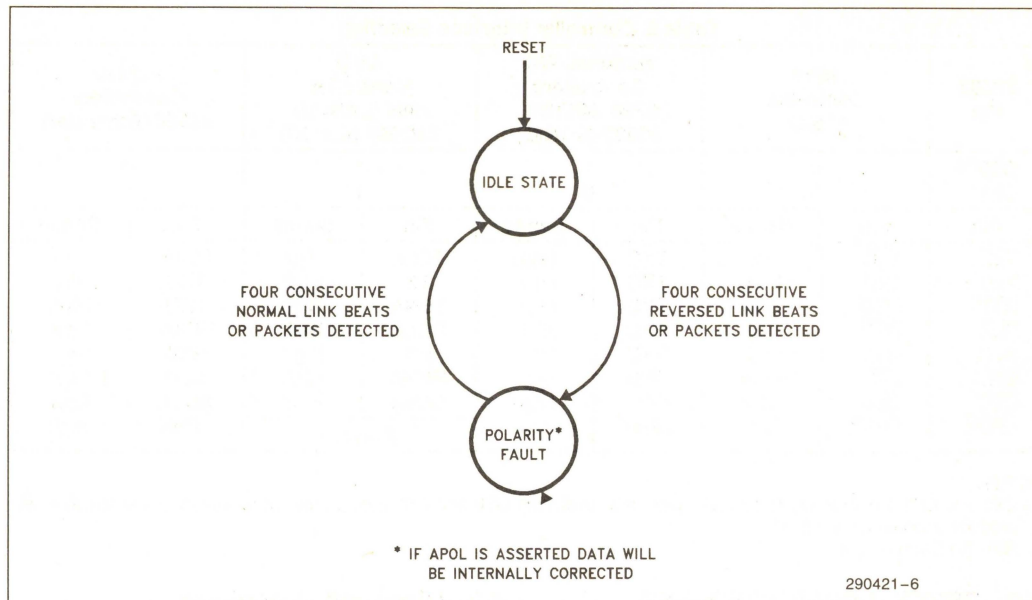 RESET
IDLE STATE
FOUR CONSECUTIVE
NORMAL LINK BEATS
OR PACKETS DETECTED
FOUR CONSECUTIVE
REVERSED LINK BEATS
OR PACKETS DETECTED
POLARITY*
FAULT
* IF APOL IS ASSERTED DATA WILL
BE INTERNALLY CORRECTED
290421-6